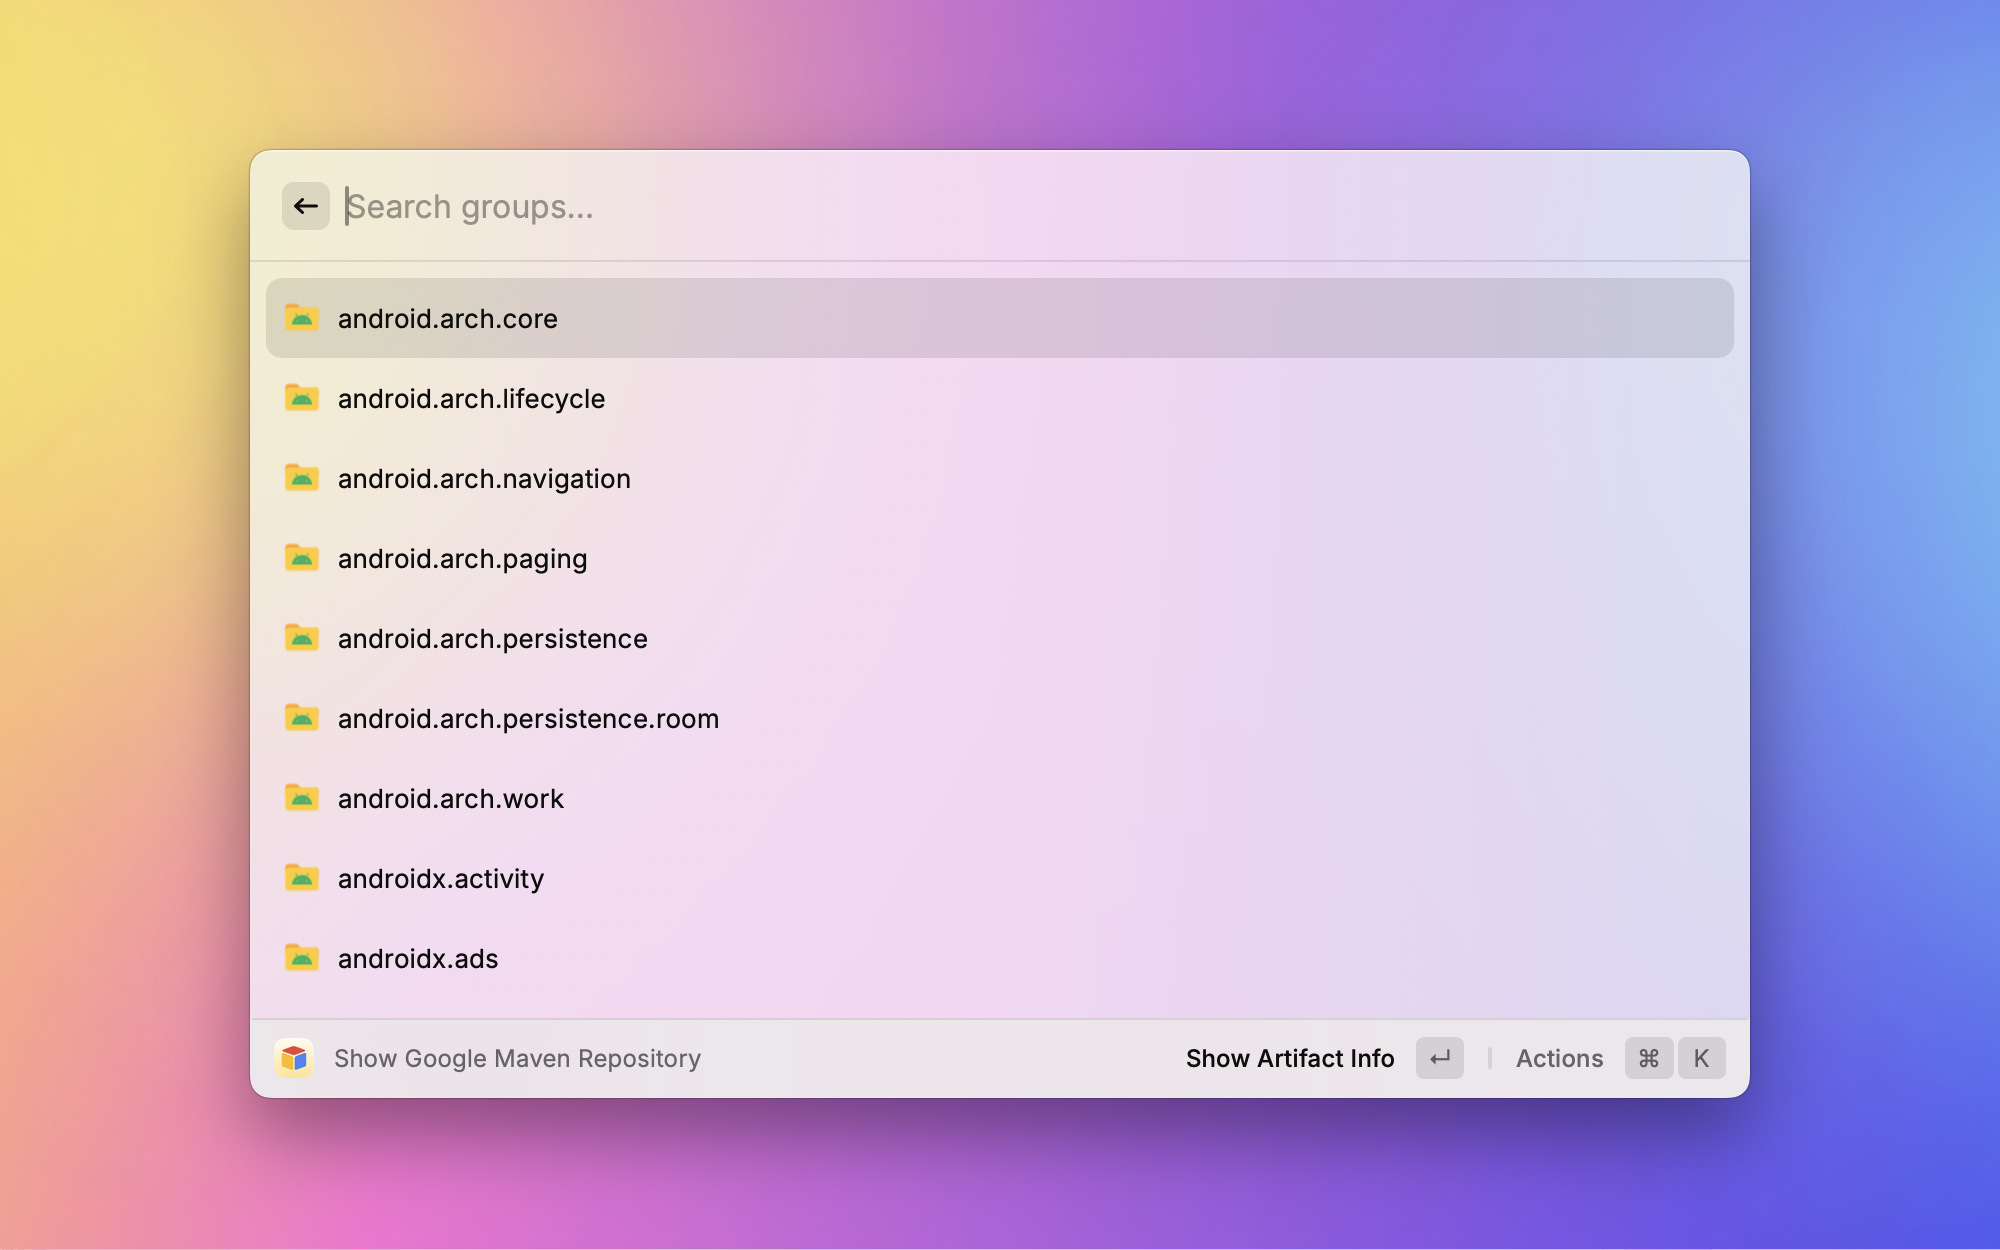 Search groups...
android.arch.core
android.arch.lifecycle
android.arch.navigation
android.arch.paging
android.arch.persistence
android.arch.persistence.room
android.arch.work
androidx.activity
androidx.ads
Show Google Maven Repository Show Artifact Info ↵ Actions ⌘ K